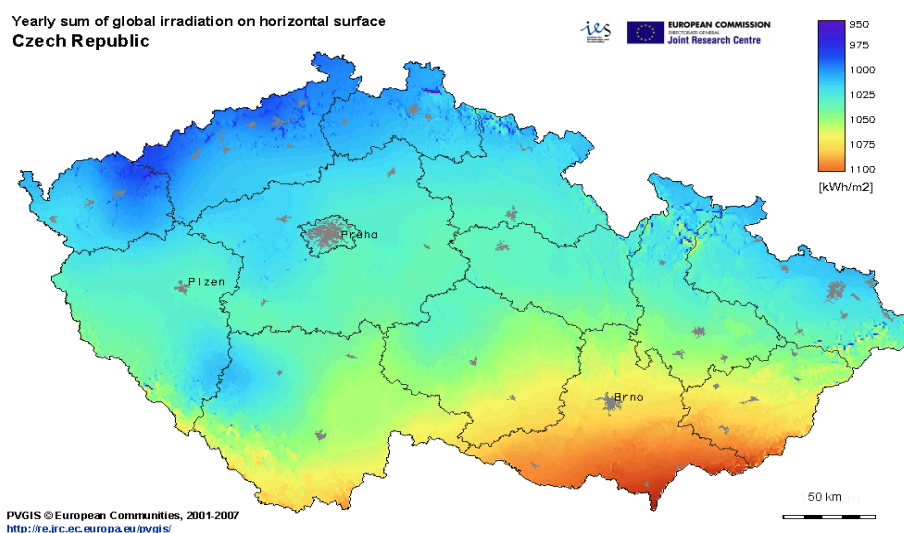 Yearly sum of global irradiation on horizontal surface
Czech Republic
ies
EUROPEAN COMMISSION
DIRECTORATE GENERAL
Joint Research Centre
950
975
1000
1025
1050
1075
1100
[kWh/m2]
Praha
Plzen
Brno
50 km
PVGIS © European Communities, 2001-2007
http://re.jrc.ec.europa.eu/pvgis/